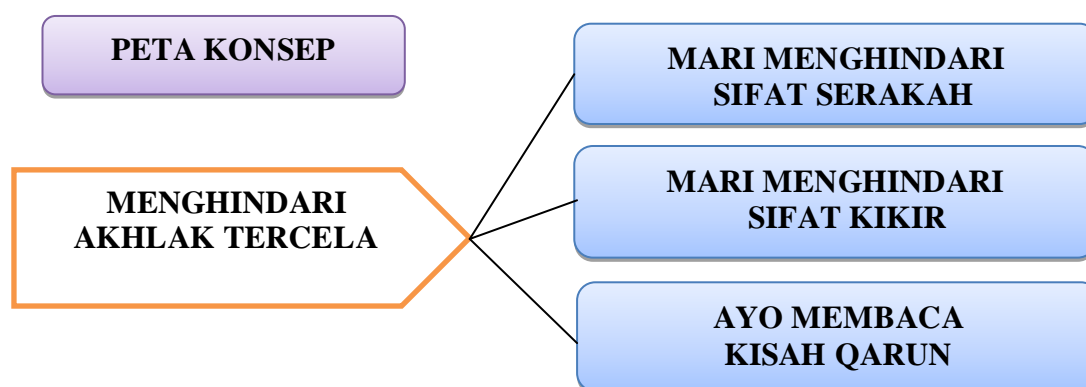 PETA KONSEP
MENGHINDARI
AKHLAK TERCELA
MARI MENGHINDARI
SIFAT SERAKAH
MARI MENGHINDARI
SIFAT KIKIR
AYO MEMBACA
KISAH QARUN